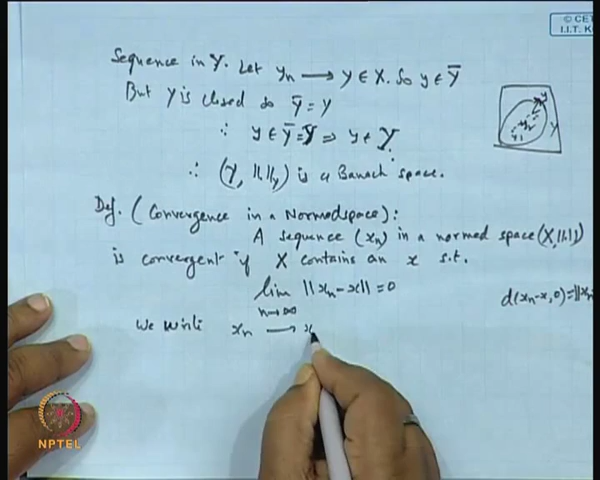 © CET
I.I.T. K
Sequence in Y. Let yₙ ⟶ y ∈ X. So y ∈ Ȳ
But Y is closed so Ȳ = Y
∴ y ∈ Ȳ = Y ⇒ y ∈ Y.
∴ (Y, ‖·‖_Y) is a Banach space.
Def. (Convergence in a Normed space):
A sequence (xₙ) in a normed space (X, ‖·‖)
is convergent if X contains an x s.t.
lim ‖xₙ − x‖ = 0
n→∞
d(xₙ−x, 0) = ‖xₙ
We write xₙ ⟶ x
NPTEL